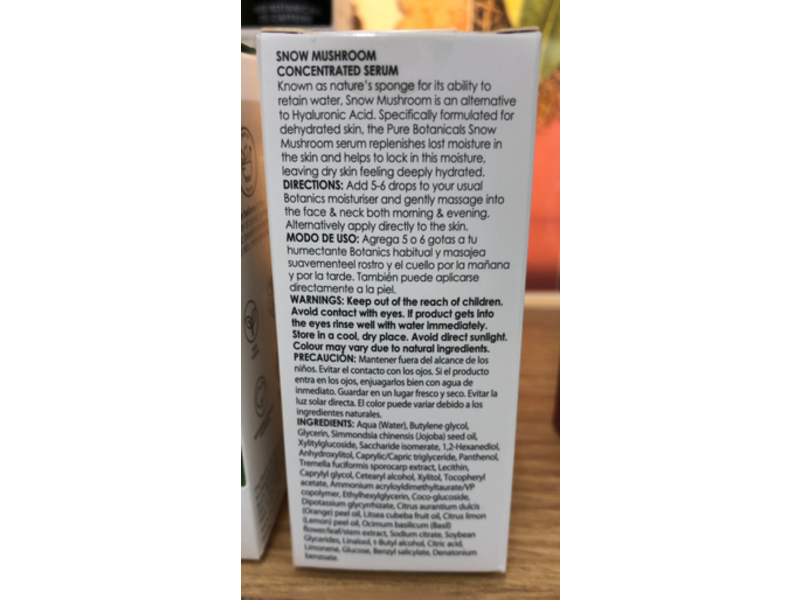 SNOW MUSHROOM
CONCENTRATED SERUM
Known as nature's sponge for its ability to
retain water, Snow Mushroom is an alternative
to Hyaluronic Acid. Specifically formulated for
dehydrated skin, the Pure Botanicals Snow
Mushroom serum replenishes lost moisture in
the skin and helps to lock in this moisture,
leaving dry skin feeling deeply hydrated.
DIRECTIONS: Add 5-6 drops to your usual
Botanics moisturiser and gently massage into
the face & neck both morning & evening.
Alternatively apply directly to the skin.
MODO DE USO: Agrega 5 o 6 gotas a tu
humectante Botanics habitual y masajea
suavementeel rostro y el cuello por la mañana
y por la tarde. También puede aplicarse
directamente a la piel.
WARNINGS: Keep out of the reach of children.
Avoid contact with eyes. If product gets into
the eyes rinse well with water immediately.
Store in a cool, dry place. Avoid direct sunlight.
Colour may vary due to natural ingredients.
PRECAUCIÓN: Mantener fuera del alcance de los
niños. Evitar el contacto con los ojos. Si el producto
entra en los ojos, enjuagarlos bien con agua de
inmediato. Guardar en un lugar fresco y seco. Evitar la
luz solar directa. El color puede variar debido a los
ingredientes naturales.
INGREDIENTS: Aqua (Water), Butylene glycol,
Glycerin, Simmondsia chinensis (Jojoba) seed oil,
Xylitylglucoside, Saccharide isomerate, 1,2-Hexanediol,
Anhydroxylitol, Caprylic/Capric triglyceride, Panthenol,
Tremella fuciformis sporocarp extract, Lecithin,
Caprylyl glycol, Cetearyl alcohol, Xylitol, Tocopheryl
acetate, Ammonium acryloyldimethyltaurate/VP
copolymer, Ethylhexylglycerin, Coco-glucoside,
Dipotassium glycyrrhizate, Citrus aurantium dulcis
(Orange) peel oil, Litsea cubeba fruit oil, Citrus limon
(Lemon) peel oil, Ocimum basilicum (Basil)
flower/leaf/stem extract, Sodium citrate, Soybean
Glycerides, Linalool, t-Butyl alcohol, Citric acid,
Limonene, Glucose, Benzyl salicylate, Denatonium
benzoate.